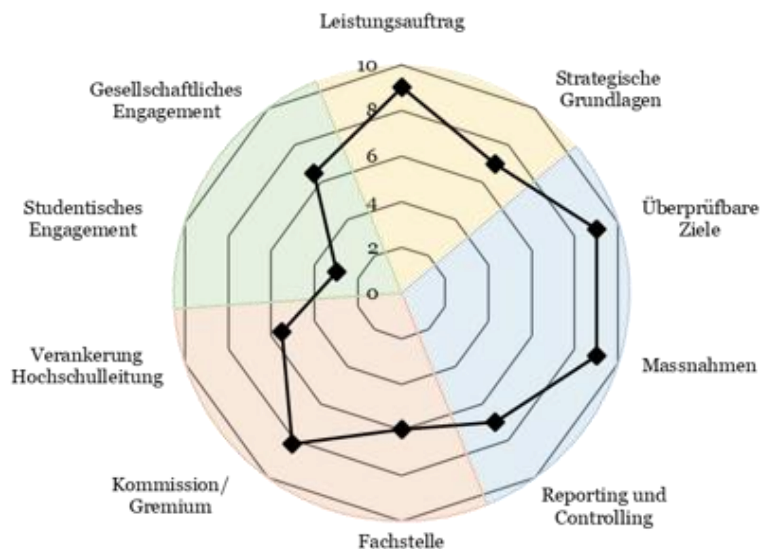 Leistungsauftrag
Strategische
Grundlagen
Überprüfbare
Ziele
Massnahmen
Reporting und
Controlling
Fachstelle
Kommission/
Gremium
Verankerung
Hochschulleitung
Studentisches
Engagement
Gesellschaftliches
Engagement
10
8
6
4
2
0